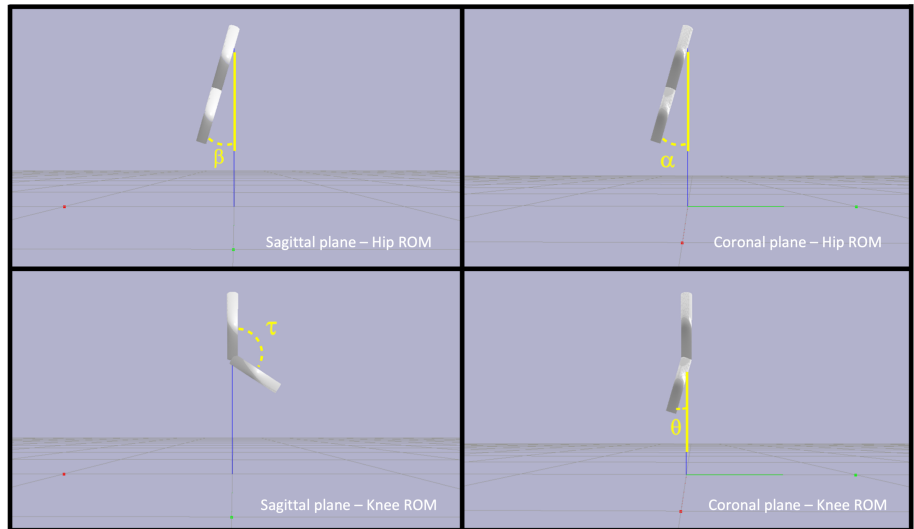 β
Sagittal plane – Hip ROM
α
Coronal plane – Hip ROM
τ
Sagittal plane – Knee ROM
θ
Coronal plane – Knee ROM